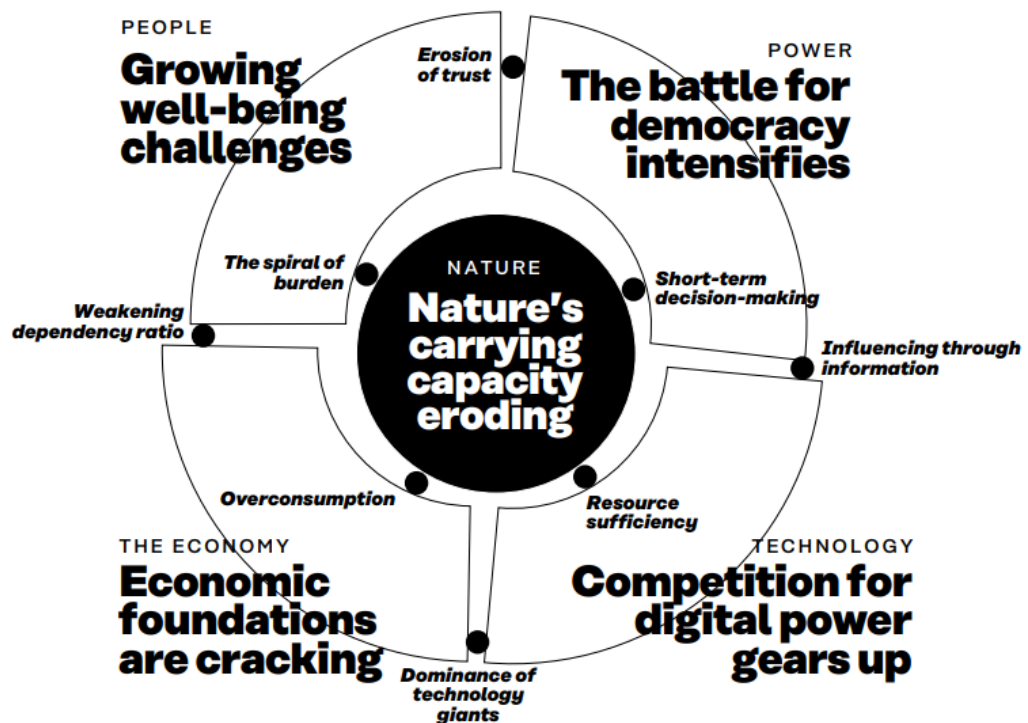 PEOPLE
Growing
well-being
challenges
Erosion
of trust
POWER
The battle for
democracy
intensifies
The spiral of
burden
NATURE
Nature's
carrying
capacity
eroding
Short-term
decision-making
Weakening
dependency ratio
Influencing through
information
Overconsumption
Resource
sufficiency
THE ECONOMY
Economic
foundations
are cracking
TECHNOLOGY
Competition for
digital power
gears up
Dominance of
technology
giants